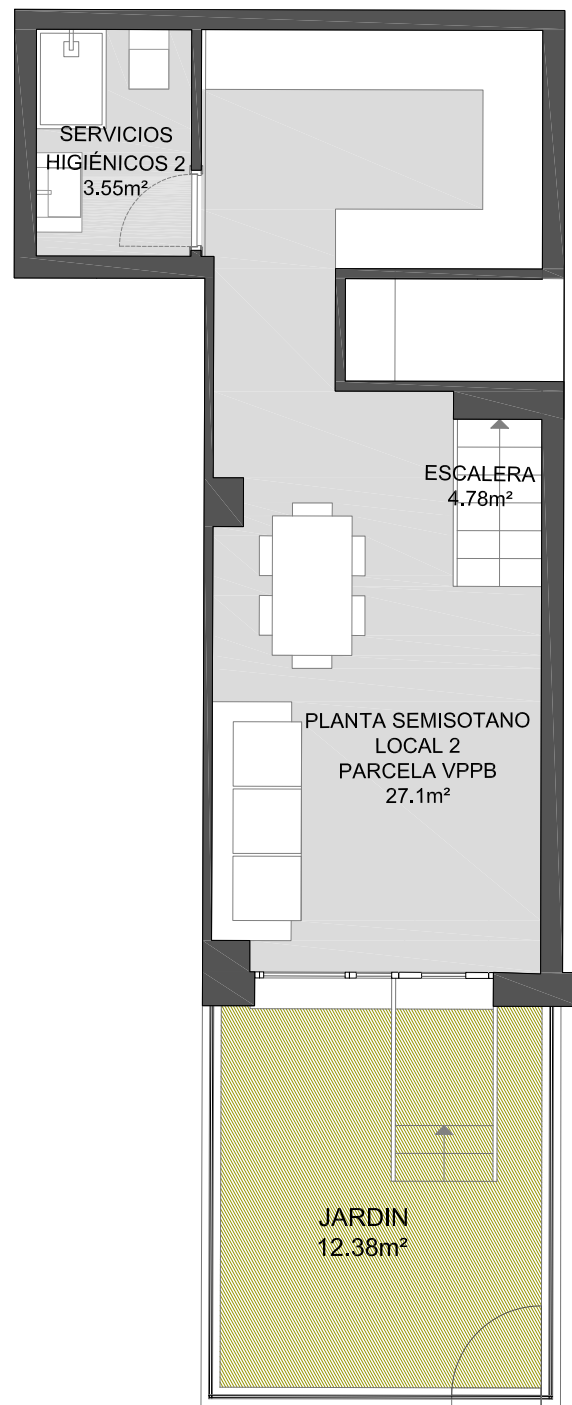 SERVICIOS
HIGIÉNICOS 2
3.55m²
ESCALERA
4.78m²
PLANTA SEMISOTANO
LOCAL 2
PARCELA VPPB
27.1m²
JARDIN
12.38m²